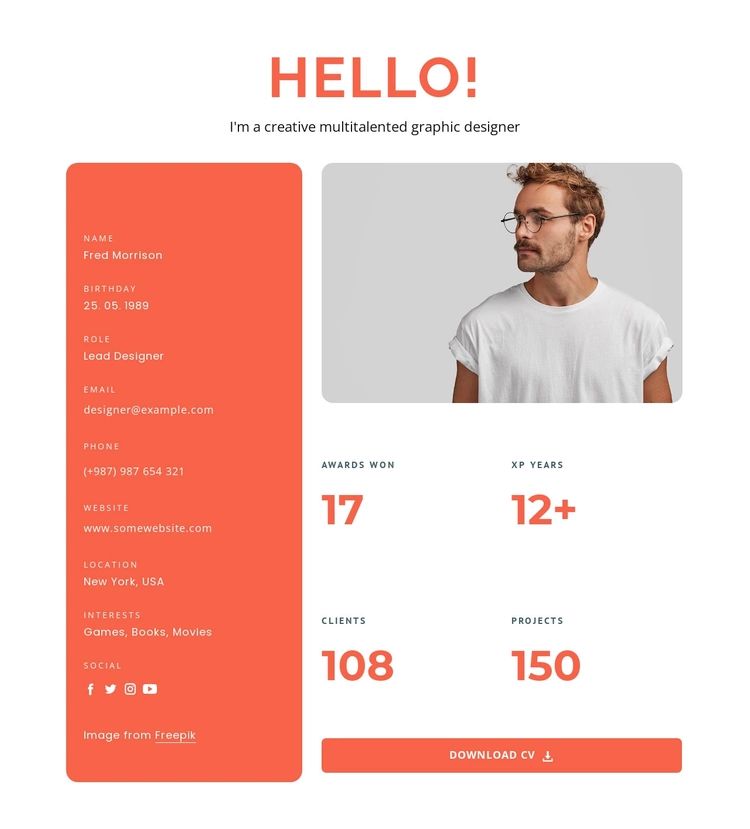 HELLO!
I'm a creative multitalented graphic designer
NAME
Fred Morrison
BIRTHDAY
25. 05. 1989
ROLE
Lead Designer
EMAIL
designer@example.com
PHONE
(+987) 987 654 321
WEBSITE
www.somewebsite.com
LOCATION
New York, USA
INTERESTS
Games, Books, Movies
SOCIAL
Image from Freepik
AWARDS WON
17
XP YEARS
12+
CLIENTS
108
PROJECTS
150
DOWNLOAD CV